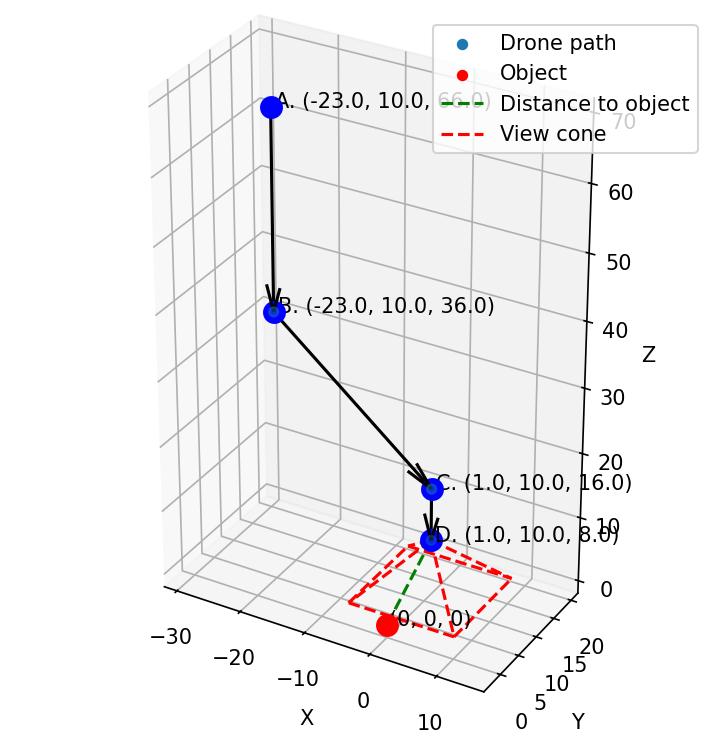 Drone path
Object
Distance to object
View cone
A. (-23.0, 10.0, 66.0)
B. (-23.0, 10.0, 36.0)
C. (1.0, 10.0, 16.0)
D. (1.0, 10.0, 8.0)
(0, 0, 0)
70
60
50
40
30
20
10
0
Z
−30
−20
−10
0
10
X
0
5
10
15
20
Y